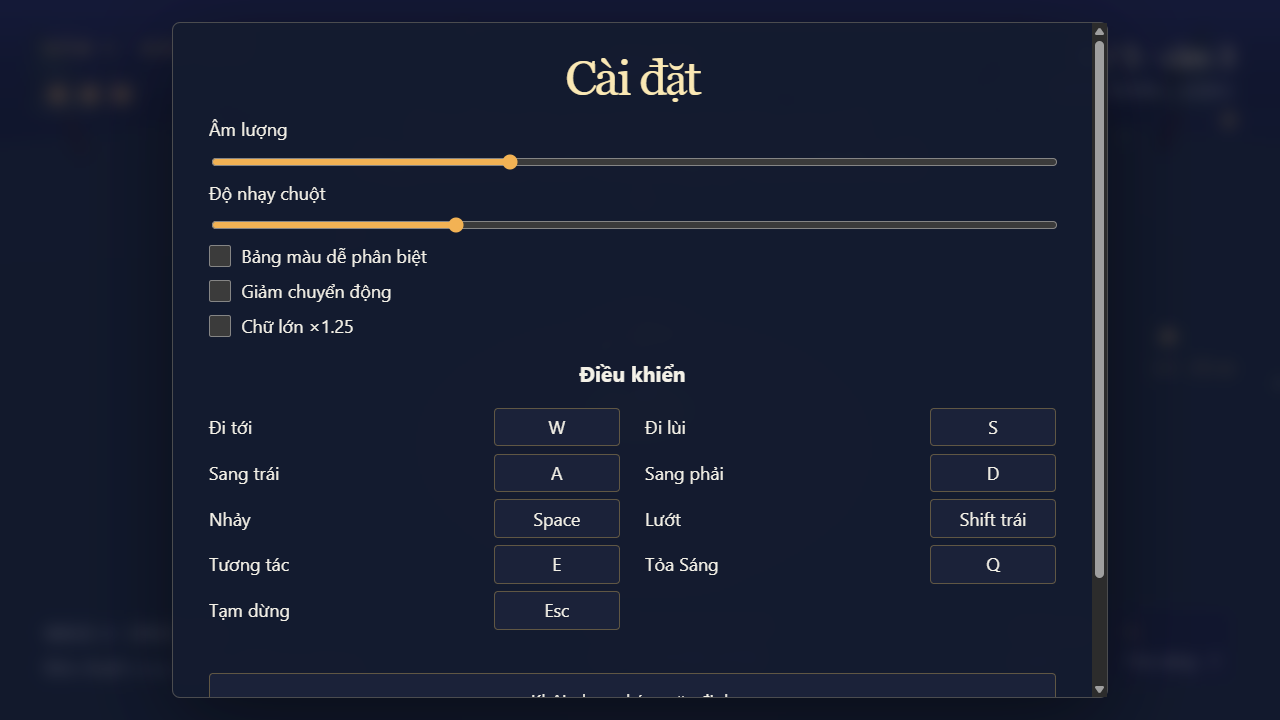 Cài đặt
Âm lượng
Độ nhạy chuột
Bảng màu dễ phân biệt
Giảm chuyển động
Chữ lớn ×1.25
Điều khiển
Đi tới W Đi lùi S
Sang trái A Sang phải D
Nhảy Space Lướt Shift trái
Tương tác E Tỏa Sáng Q
Tạm dừng Esc